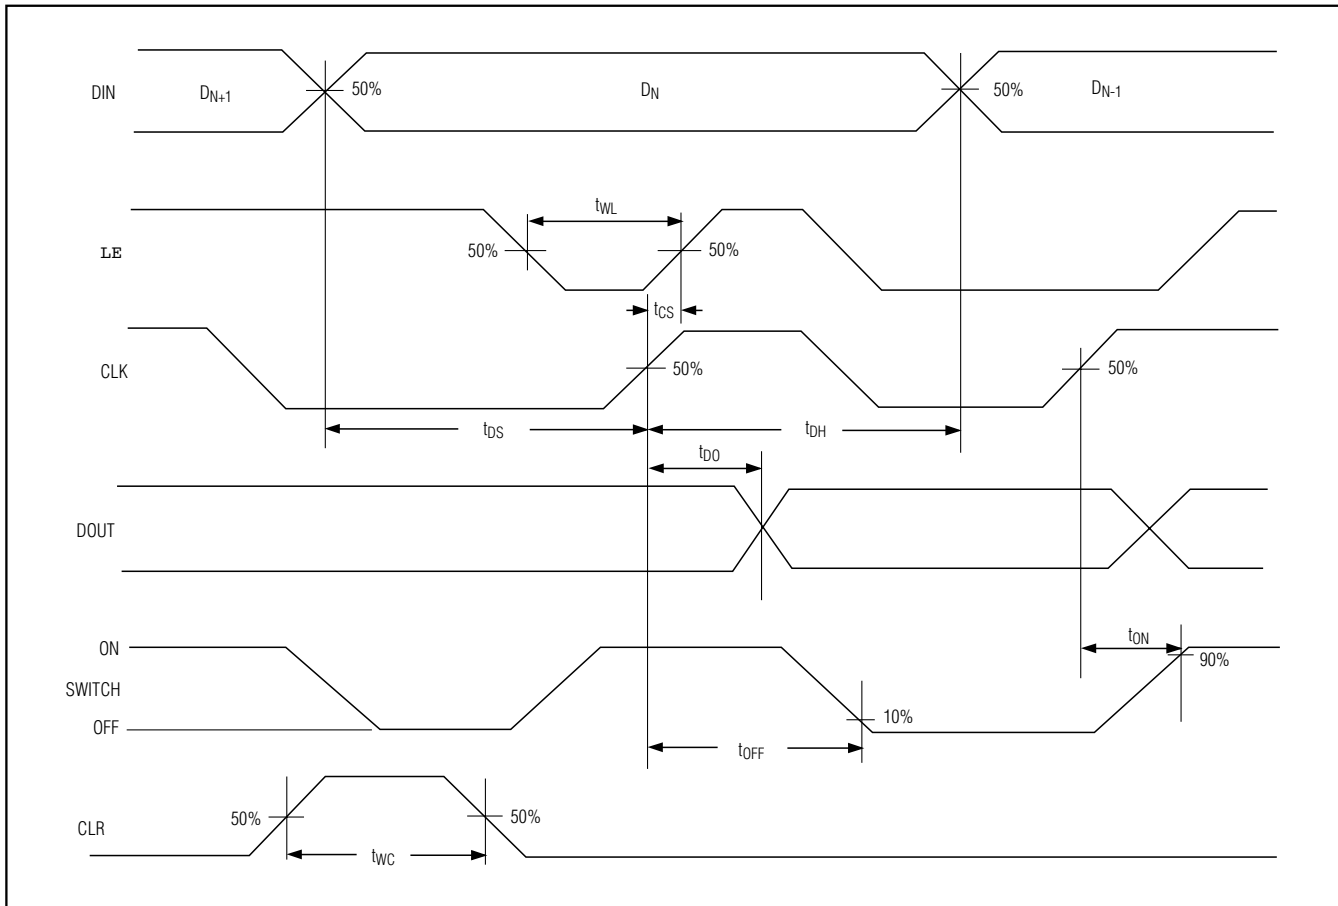 DIN
DN+1
50%
DN
50%
DN-1
tWL
LE
50%
50%
tCS
CLK
50%
50%
tDS
tDH
tDO
DOUT
ON
tON
90%
SWITCH
OFF
10%
tOFF
CLR
50%
50%
tWC